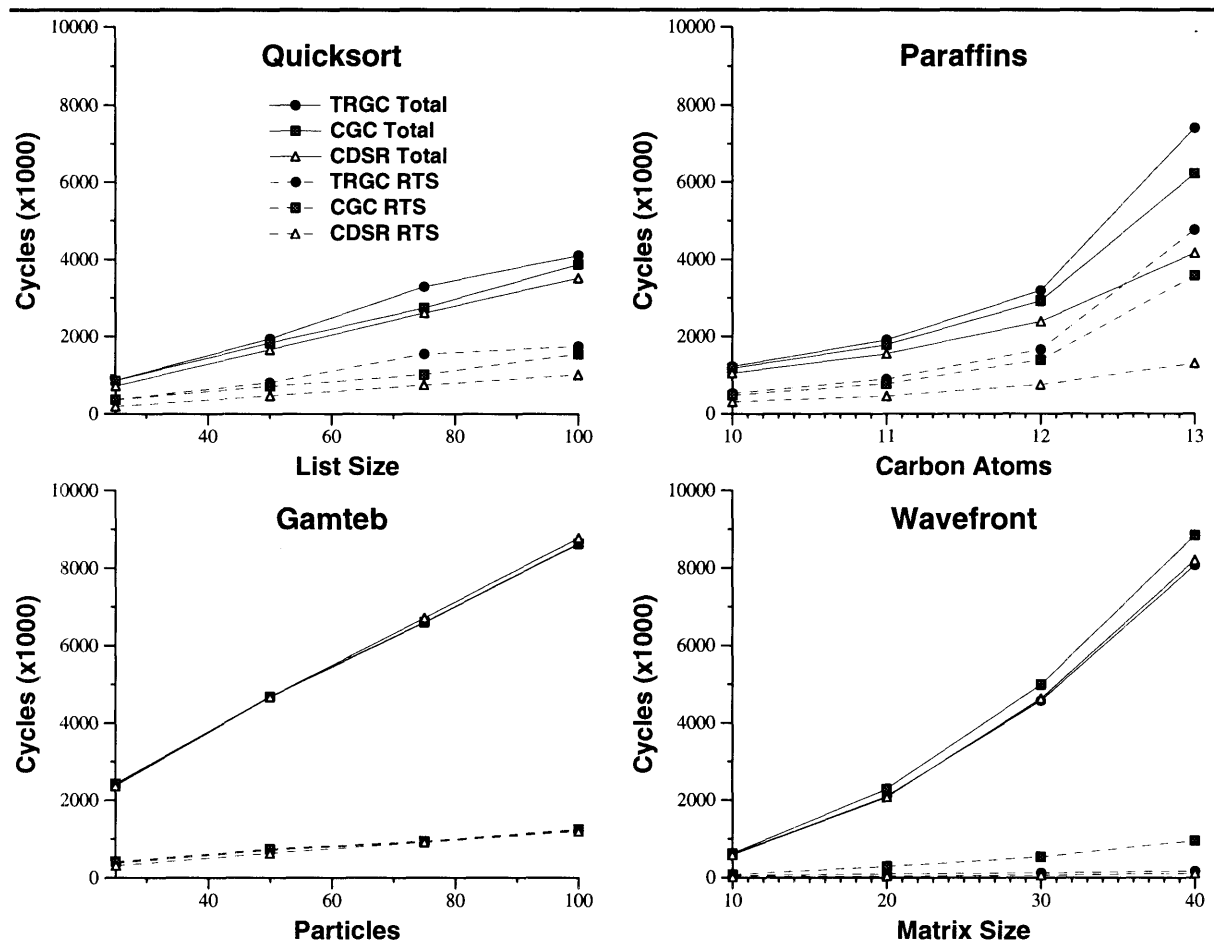 Quicksort
TRGC Total
CGC Total
CDSR Total
TRGC RTS
CGC RTS
CDSR RTS
10000
8000
6000
4000
2000
0
40
60
80
100
Cycles (x1000)
List Size
Paraffins
10000
8000
6000
4000
2000
0
10
11
12
13
Cycles (x1000)
Carbon Atoms
Gamteb
10000
8000
6000
4000
2000
0
40
60
80
100
Cycles (x1000)
Particles
Wavefront
10000
8000
6000
4000
2000
0
10
20
30
40
Cycles (x1000)
Matrix Size